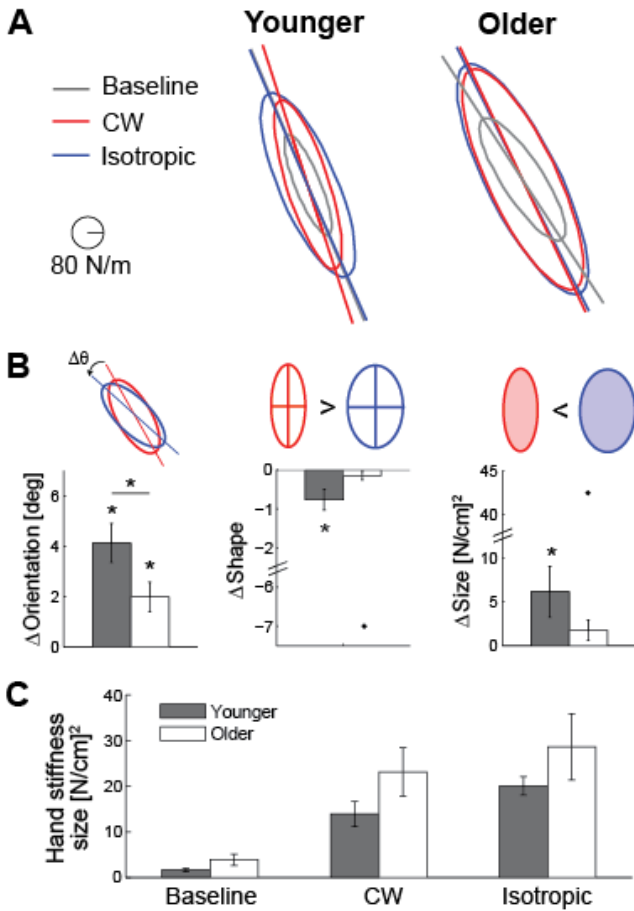 A
Younger
Older
Baseline
CW
Isotropic
80 N/m
B
Δθ
>
<
ΔOrientation [deg]
6
4
2
0
*
*
*
ΔShape
0
−1
−2
−6
−7
*
ΔSize [N/cm]²
45
40
10
5
0
*
C
Hand stiffness
size [N/cm]²
40
30
20
10
0
Younger
Older
Baseline
CW
Isotropic